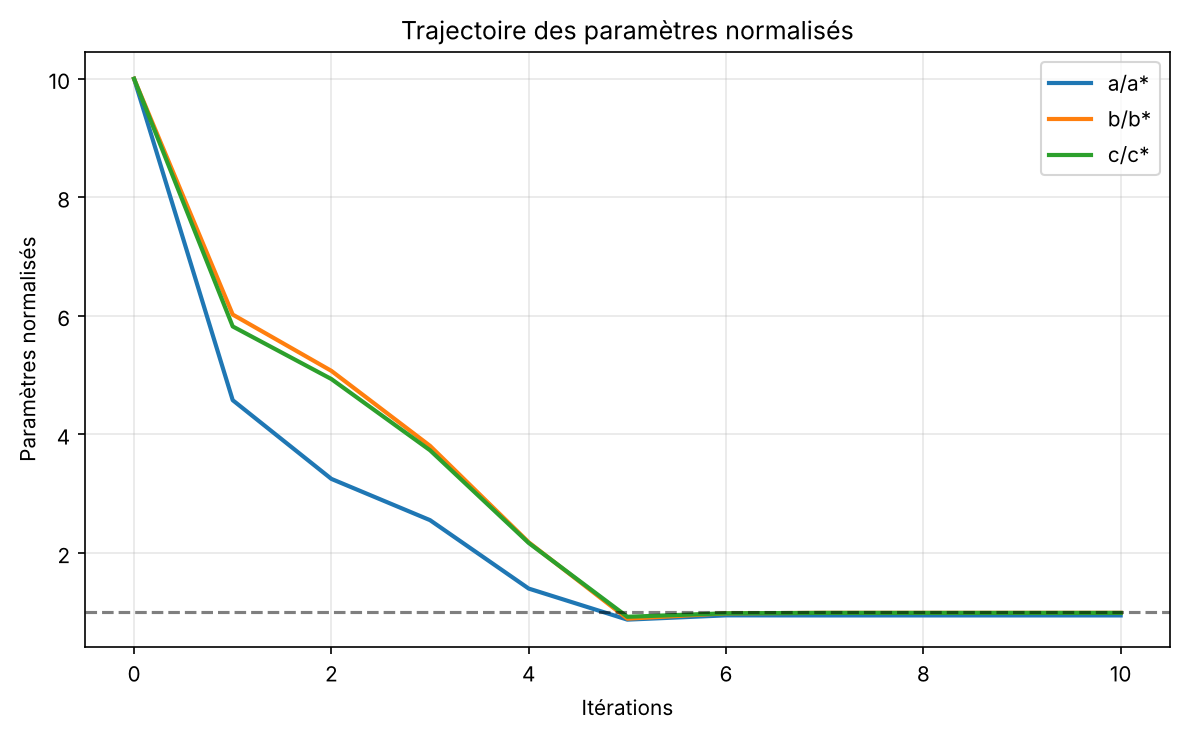 Trajectoire des paramètres normalisés
a/a*
b/b*
c/c*
Paramètres normalisés
10
8
6
4
2
0 2 4 6 8 10
Itérations